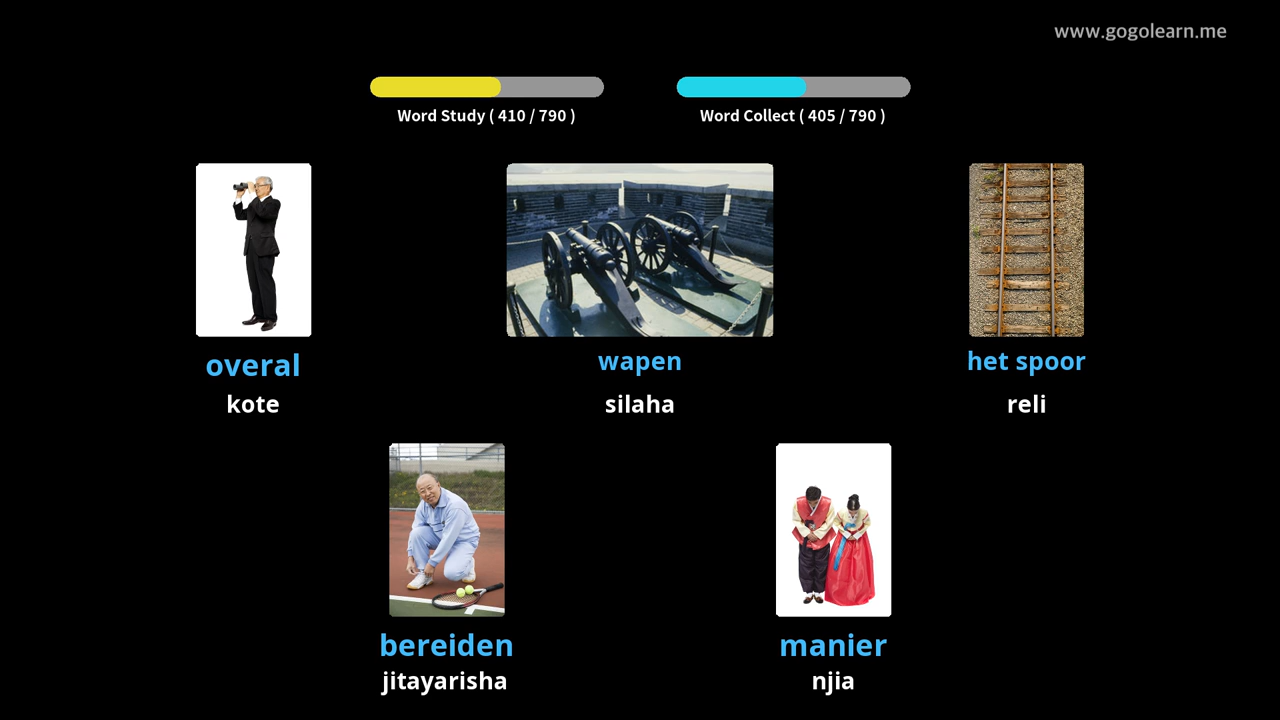 www.gogolearn.me
Word Study ( 410 / 790 )
Word Collect ( 405 / 790 )
overal
kote
wapen
silaha
het spoor
reli
bereiden
jitayarisha
manier
njia